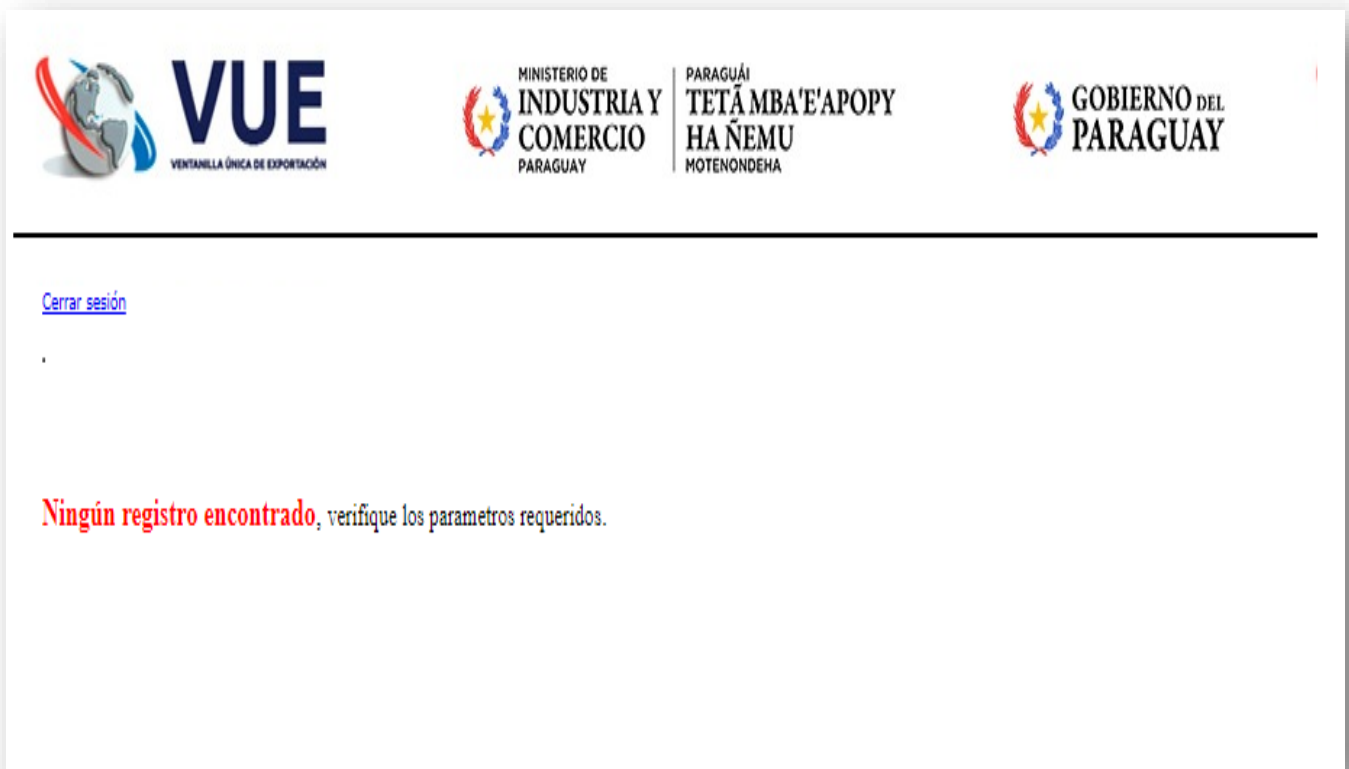 VUE
VENTANILLA ÚNICA DE EXPORTACIÓN
MINISTERIO DE
INDUSTRIA Y
COMERCIO
PARAGUAY
PARAGUÁI
TETÃ MBA'E'APOPY
HA ÑEMU
MOTENONDEHA
GOBIERNO DEL
PARAGUAY
Cerrar sesión
.
Ningún registro encontrado, verifique los parametros requeridos.